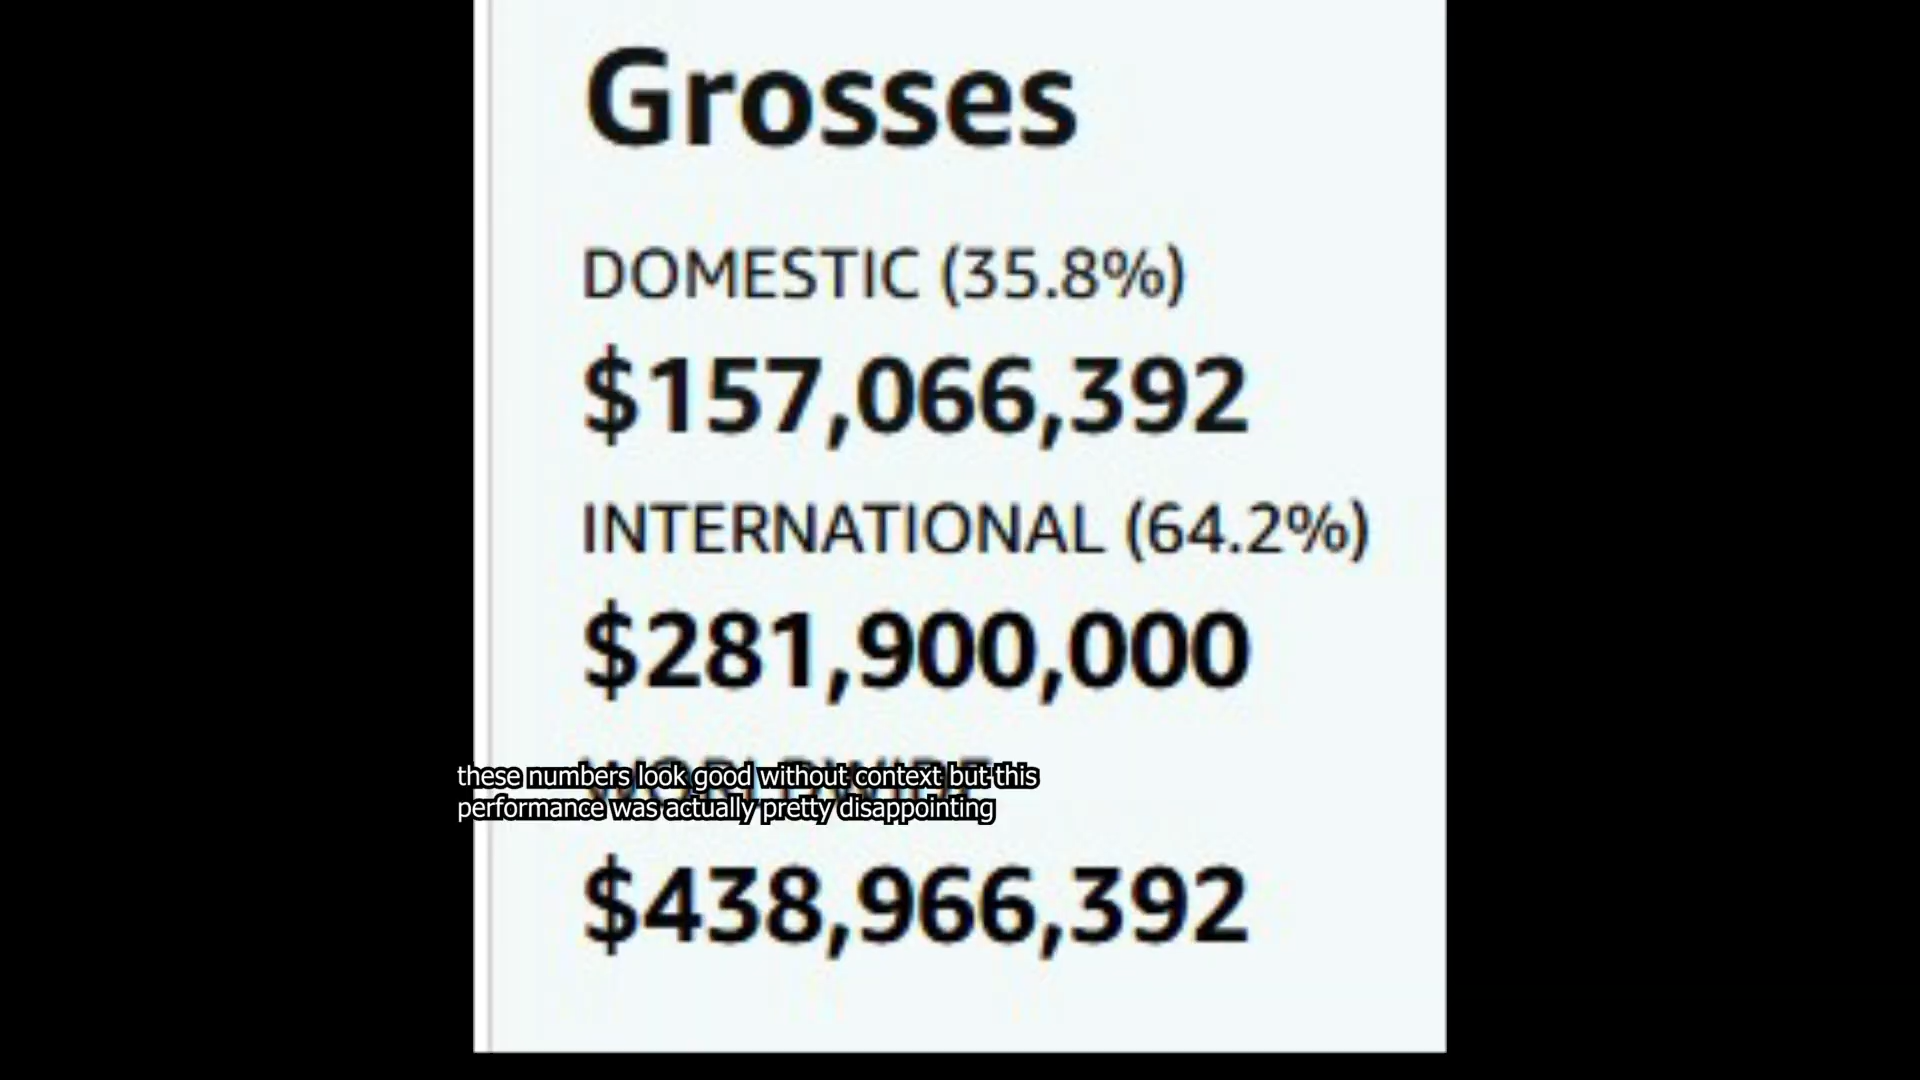 Grosses
DOMESTIC (35.8%)
$157,066,392
INTERNATIONAL (64.2%)
$281,900,000
WORLDWIDE
these numbers look good without context but this
performance was actually pretty disappointing
$438,966,392